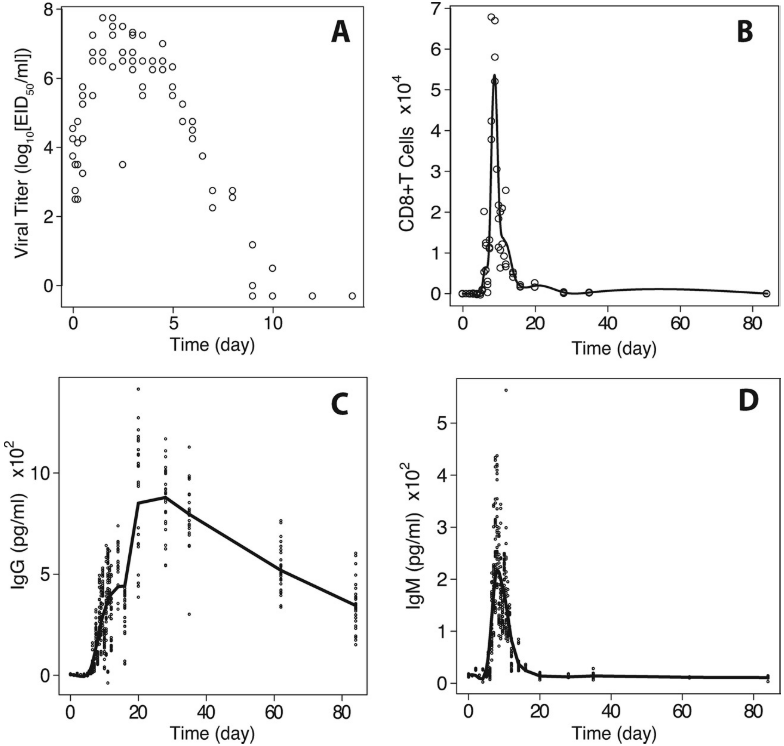 A
Viral Titer (log10[EID50/ml])
8
6
4
2
0
0 5 10
Time (day)
B
CD8+T Cells x10^4
7
6
5
4
3
2
1
0
0 20 40 60 80
Time (day)
C
IgG (pg/ml) x10^2
10
5
0
0 20 40 60 80
Time (day)
D
IgM (pg/ml) x10^2
5
4
3
2
1
0
0 20 40 60 80
Time (day)